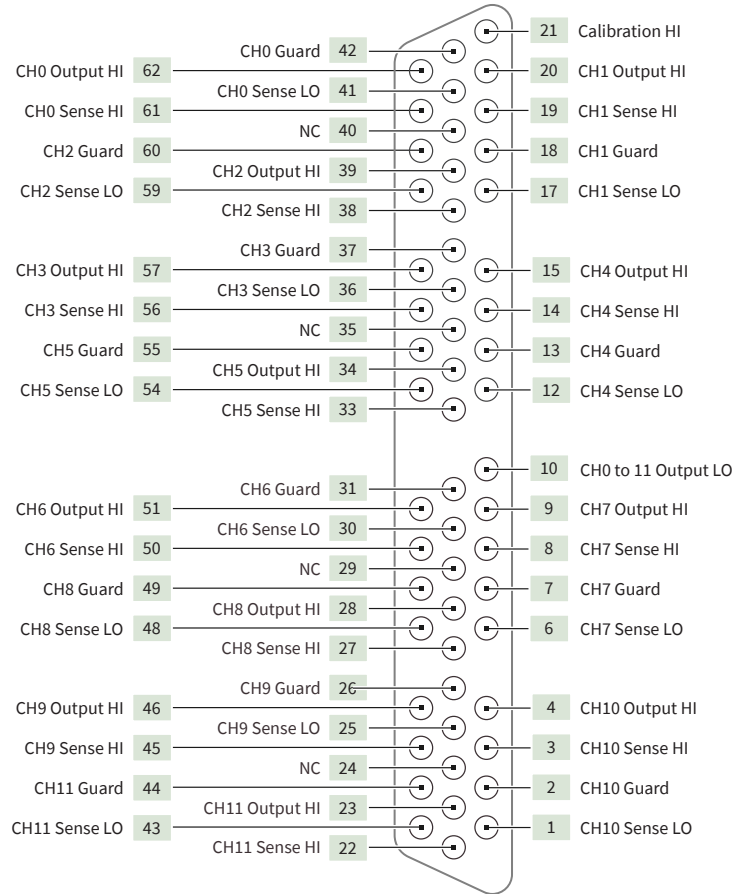 21 Calibration HI
CH0 Guard 42
CH0 Output HI 62
20 CH1 Output HI
CH0 Sense LO 41
CH0 Sense HI 61
19 CH1 Sense HI
NC 40
CH2 Guard 60
18 CH1 Guard
CH2 Output HI 39
CH2 Sense LO 59
17 CH1 Sense LO
CH2 Sense HI 38
CH3 Guard 37
CH3 Output HI 57
15 CH4 Output HI
CH3 Sense LO 36
CH3 Sense HI 56
14 CH4 Sense HI
NC 35
CH5 Guard 55
13 CH4 Guard
CH5 Output HI 34
CH5 Sense LO 54
12 CH4 Sense LO
CH5 Sense HI 33
10 CH0 to 11 Output LO
CH6 Guard 31
CH6 Output HI 51
9 CH7 Output HI
CH6 Sense LO 30
CH6 Sense HI 50
8 CH7 Sense HI
NC 29
CH8 Guard 49
7 CH7 Guard
CH8 Output HI 28
CH8 Sense LO 48
6 CH7 Sense LO
CH8 Sense HI 27
CH9 Guard 26
CH9 Output HI 46
4 CH10 Output HI
CH9 Sense LO 25
CH9 Sense HI 45
3 CH10 Sense HI
NC 24
CH11 Guard 44
2 CH10 Guard
CH11 Output HI 23
CH11 Sense LO 43
1 CH10 Sense LO
CH11 Sense HI 22